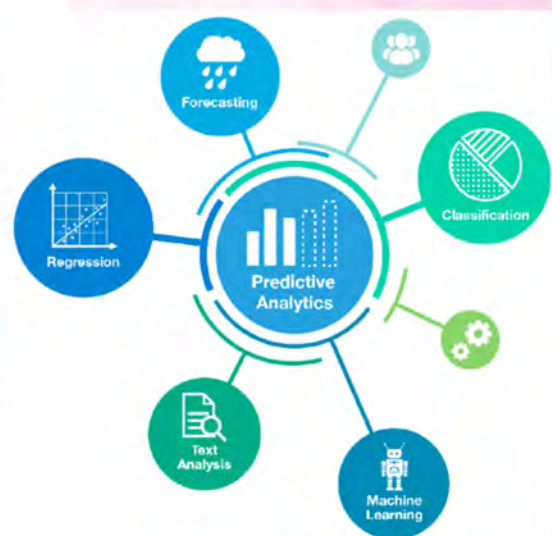 Forecasting
Classification
Regression
Predictive
Analytics
Text
Analysis
Machine
Learning